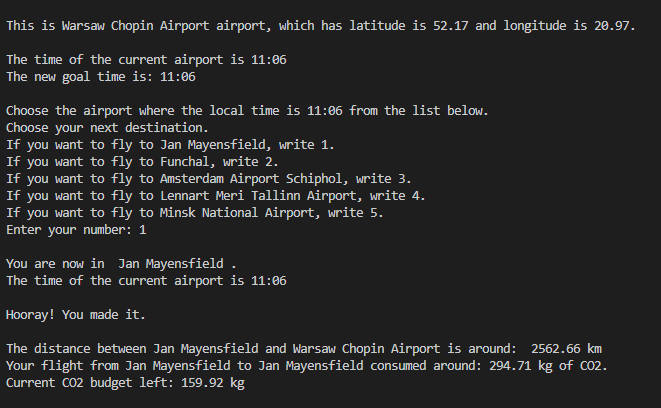 This is Warsaw Chopin Airport airport, which has latitude is 52.17 and longitude is 20.97.
The time of the current airport is 11:06
The new goal time is: 11:06
Choose the airport where the local time is 11:06 from the list below.
Choose your next destination.
If you want to fly to Jan Mayensfield, write 1.
If you want to fly to Funchal, write 2.
If you want to fly to Amsterdam Airport Schiphol, write 3.
If you want to fly to Lennart Meri Tallinn Airport, write 4.
If you want to fly to Minsk National Airport, write 5.
Enter your number: 1
You are now in  Jan Mayensfield .
The time of the current airport is 11:06
Hooray! You made it.
The distance between Jan Mayensfield and Warsaw Chopin Airport is around:  2562.66 km
Your flight from Jan Mayensfield to Jan Mayensfield consumed around: 294.71 kg of CO2.
Current CO2 budget left: 159.92 kg